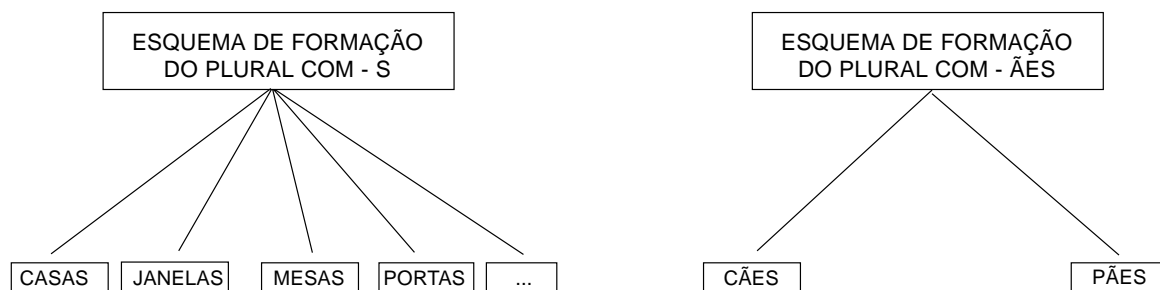 ESQUEMA DE FORMAÇÃO
DO PLURAL COM - S
CASAS
JANELAS
MESAS
PORTAS
...
ESQUEMA DE FORMAÇÃO
DO PLURAL COM - ÃES
CÃES
PÃES